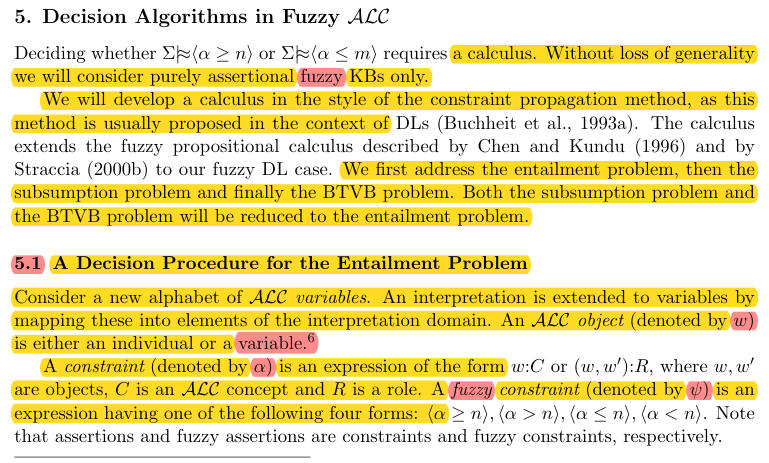 5. Decision Algorithms in Fuzzy 𝒜ℒ𝒞
Deciding whether Σ|≈⟨α ≥ n⟩ or Σ|≈⟨α ≤ m⟩ requires a calculus. Without loss of generality
we will consider purely assertional fuzzy KBs only.
We will develop a calculus in the style of the constraint propagation method, as this
method is usually proposed in the context of DLs (Buchheit et al., 1993a). The calculus
extends the fuzzy propositional calculus described by Chen and Kundu (1996) and by
Straccia (2000b) to our fuzzy DL case. We first address the entailment problem, then the
subsumption problem and finally the BTVB problem. Both the subsumption problem and
the BTVB problem will be reduced to the entailment problem.
5.1 A Decision Procedure for the Entailment Problem
Consider a new alphabet of 𝒜ℒ𝒞 variables. An interpretation is extended to variables by
mapping these into elements of the interpretation domain. An 𝒜ℒ𝒞 object (denoted by w)
is either an individual or a variable.⁶
A constraint (denoted by α) is an expression of the form w:C or (w, w′):R, where w, w′
are objects, C is an 𝒜ℒ𝒞 concept and R is a role. A fuzzy constraint (denoted by ψ) is an
expression having one of the following four forms: ⟨α ≥ n⟩, ⟨α > n⟩, ⟨α ≤ n⟩, ⟨α < n⟩. Note
that assertions and fuzzy assertions are constraints and fuzzy constraints, respectively.